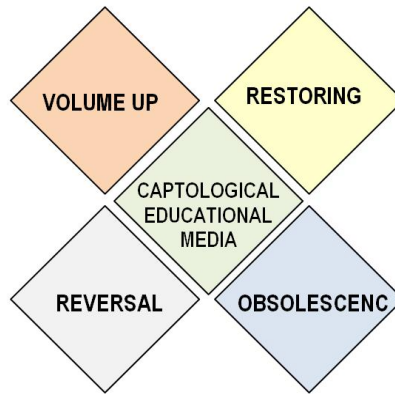 VOLUME UP
RESTORING
CAPTOLOGICAL
EDUCATIONAL
MEDIA
REVERSAL
OBSOLESCENC